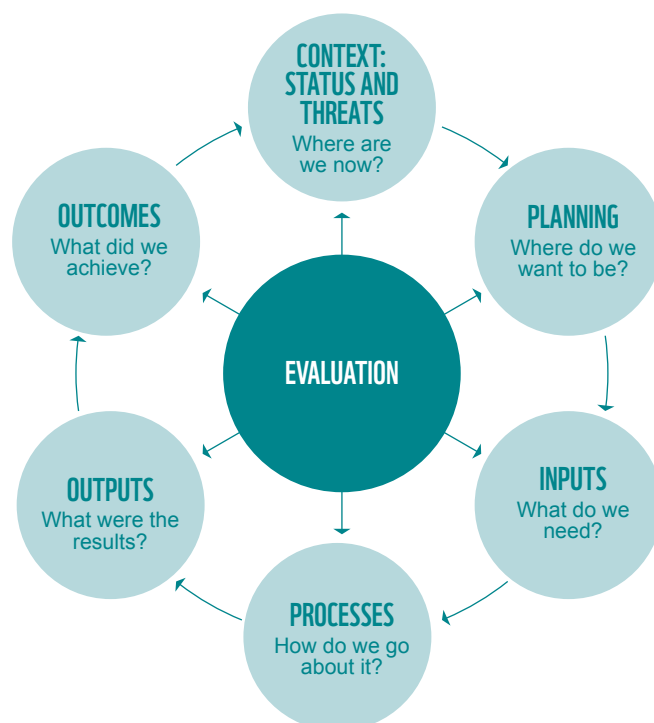 CONTEXT:
STATUS AND
THREATS
Where are
we now?
PLANNING
Where do we
want to be?
INPUTS
What do we
need?
PROCESSES
How do we go
about it?
OUTPUTS
What were the
results?
OUTCOMES
What did we
achieve?
EVALUATION